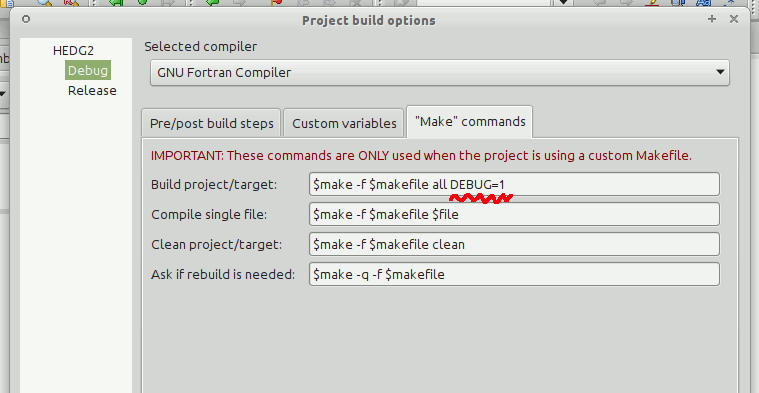 Project build options
HEDG2
Debug
Release
Selected compiler
GNU Fortran Compiler
Pre/post build steps
Custom variables
"Make" commands
IMPORTANT: These commands are ONLY used when the project is using a custom Makefile.
Build project/target: $make -f $makefile all DEBUG=1
Compile single file: $make -f $makefile $file
Clean project/target: $make -f $makefile clean
Ask if rebuild is needed: $make -q -f $makefile